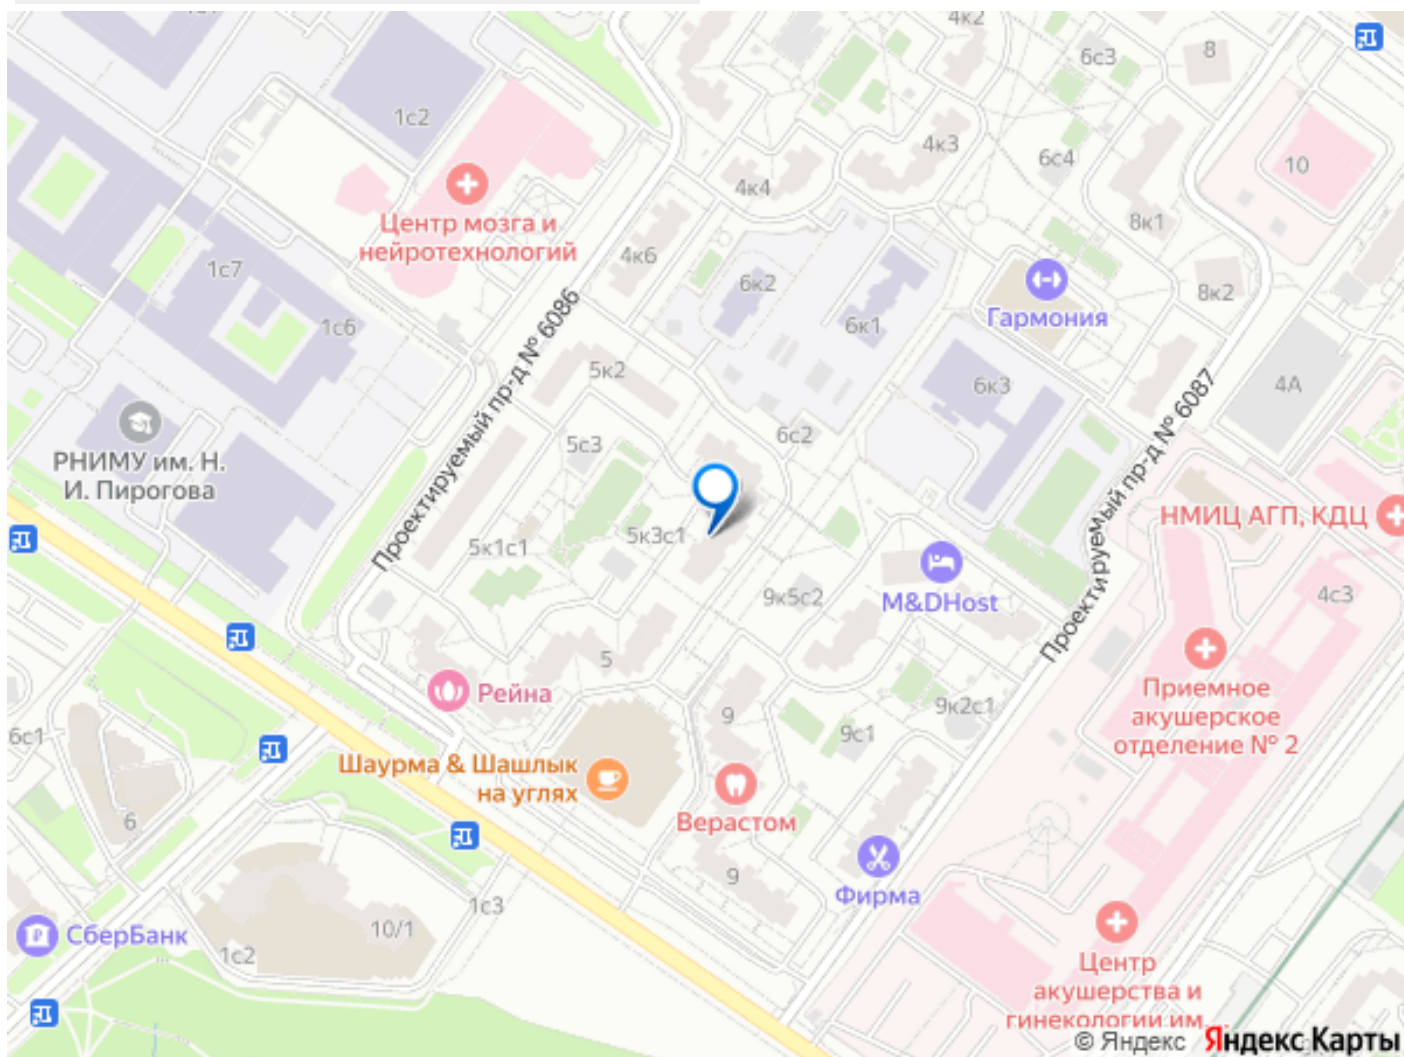 4к2
8
6с3
1с2
4к3
6с4
10
4к4
Центр мозга и
нейротехнологий
8к1
4к6
1с7
6к2
8к2
Проектируемый пр-д № 6086
1с6
6к1
Гармония
5к2
6к3
4А
Проектируемый пр-д № 6087
6с2
5с3
РНИМУ им. Н.
И. Пирогова
НМИЦ АГП, КДЦ
5к3с1
5к1с1
9к5с2
M&DHost
4с3
5
Рейна
Приемное
акушерское
отделение № 2
9
9к2с1
9с1
6с1
Шаурма & Шашлык
на углях
6
Верастом
9
Фирма
1с3
10/1
СберБанк
1с2
Центр
акушерства и
гинекологии им
© Яндекс Яндекс Карты